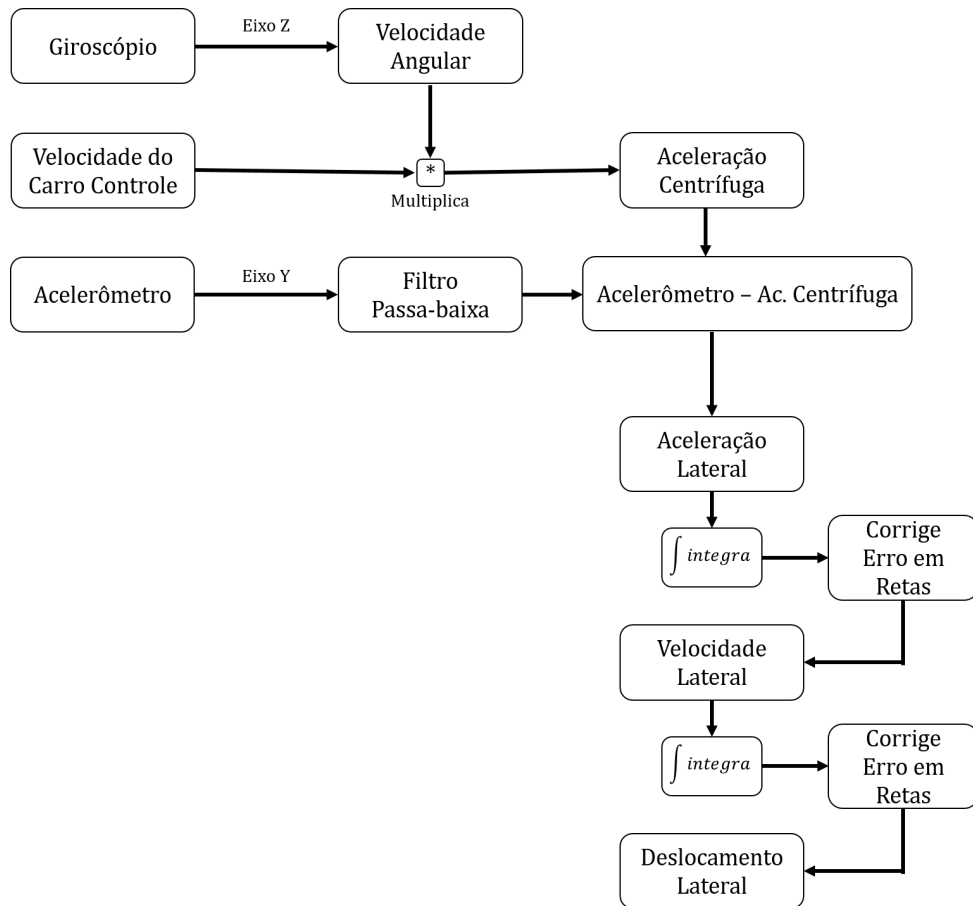 Giroscópio
Eixo Z
Velocidade
Angular
Velocidade do
Carro Controle
*
Multiplica
Aceleração
Centrífuga
Acelerômetro
Eixo Y
Filtro
Passa-baixa
Acelerômetro – Ac. Centrífuga
Aceleração
Lateral
∫ integra
Corrige
Erro em
Retas
Velocidade
Lateral
∫ integra
Corrige
Erro em
Retas
Deslocamento
Lateral